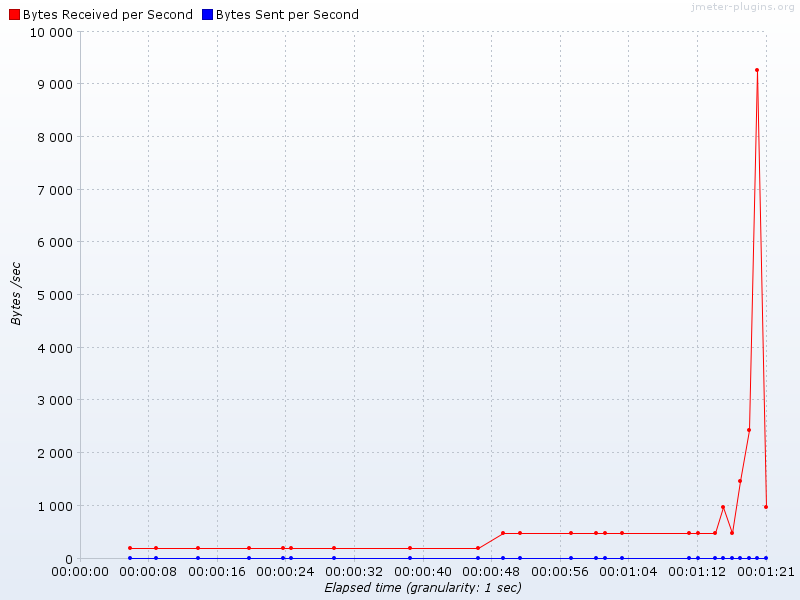 jmeter-plugins.org
Bytes Received per Second Bytes Sent per Second
10 000
9 000
8 000
7 000
6 000
5 000
4 000
3 000
2 000
1 000
0
Bytes /sec
00:00:00 00:00:08 00:00:16 00:00:24 00:00:32 00:00:40 00:00:48 00:00:56 00:01:04 00:01:12 00:01:21
Elapsed time (granularity: 1 sec)